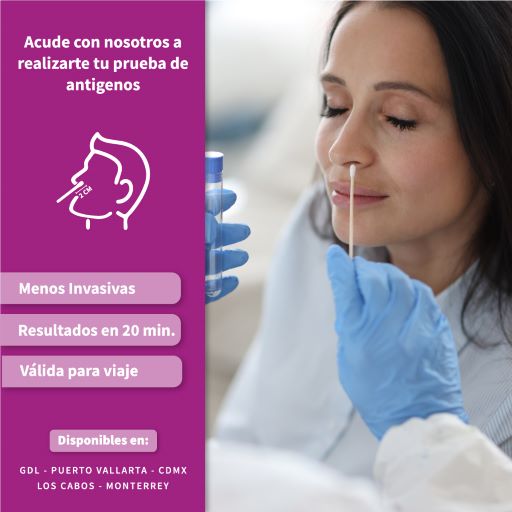 Acude con nosotros a
realizarte tu prueba de
antigenos
2 CM
Menos Invasivas
Resultados en 20 min.
Válida para viaje
Disponibles en:
GDL - PUERTO VALLARTA - CDMX
LOS CABOS - MONTERREY